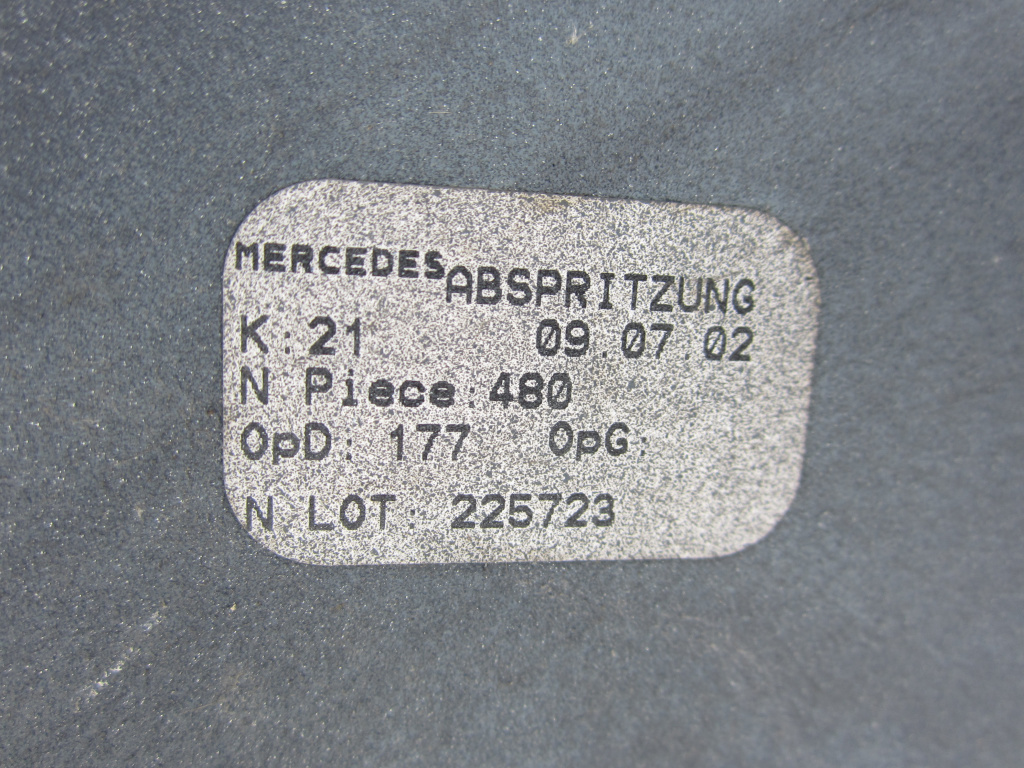 MERCEDES ABSPRITZUNG
K: 21 09.07.02
N Piece:480
OpD: 177 OpG:
N LOT: 225723